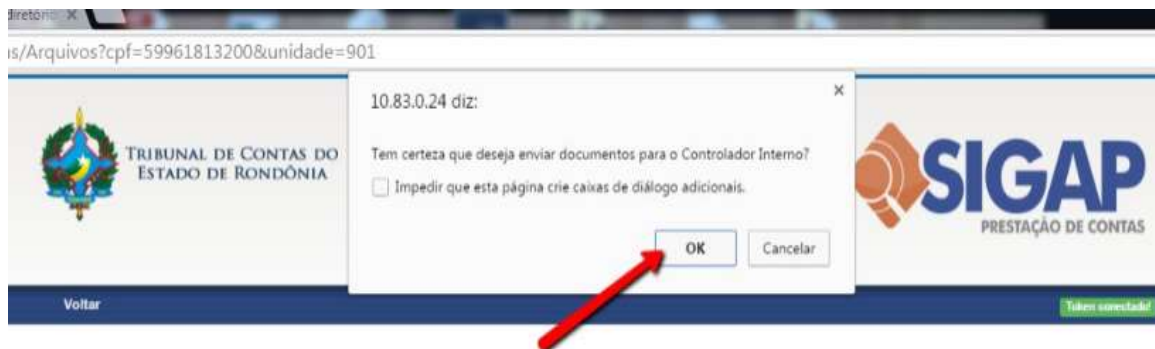 diretório X
s/Arquivos?cpf=59961813200&unidade=901
10.83.0.24 diz:
×
Tem certeza que deseja enviar documentos para o Controlador Interno?
Impedir que esta página crie caixas de diálogo adicionais.
OK
Cancelar
TRIBUNAL DE CONTAS DO
ESTADO DE RONDÔNIA
SIGAP
PRESTAÇÃO DE CONTAS
Voltar
Token conectado!